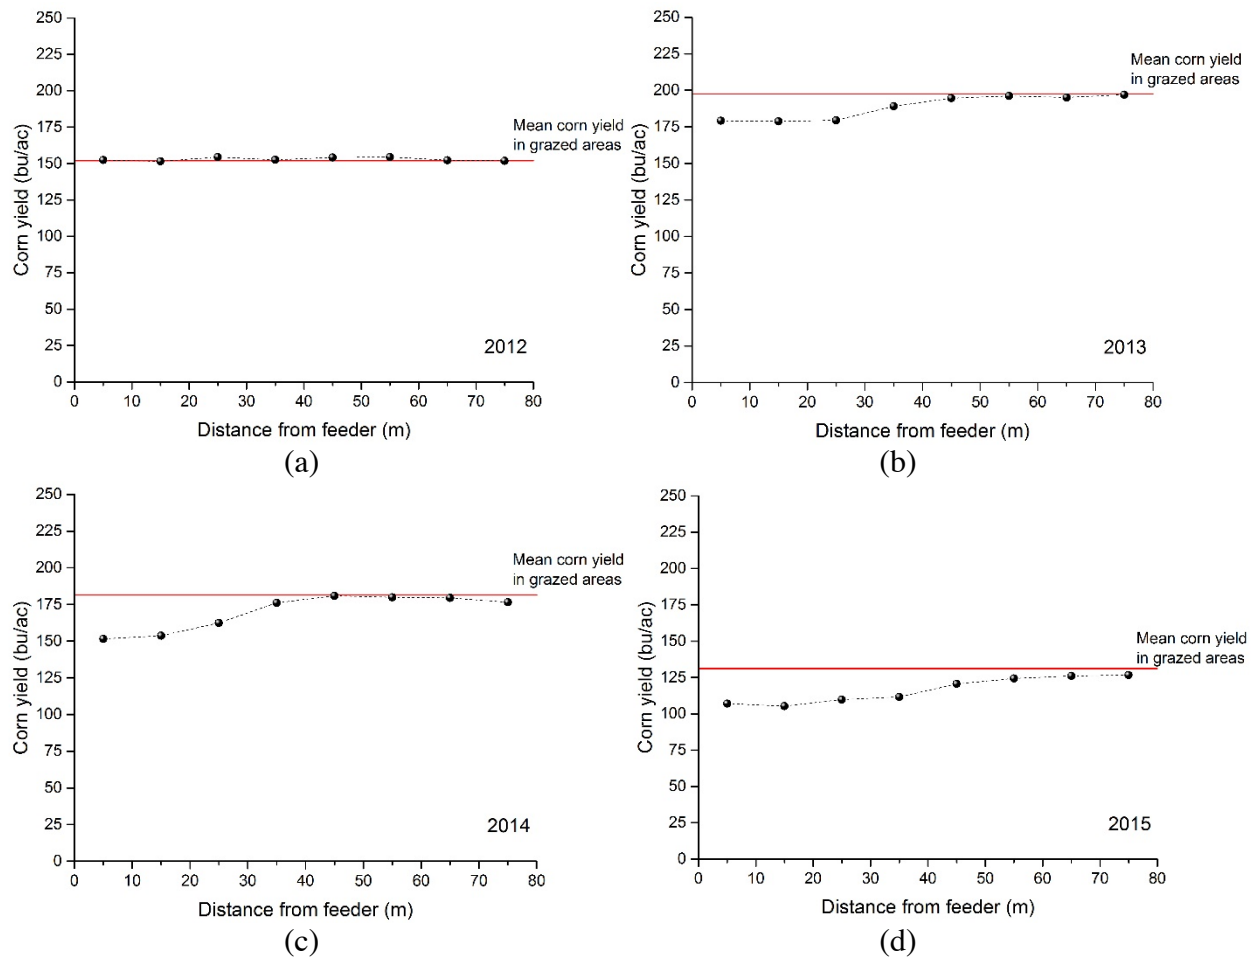 250
225
200
175
150
125
100
75
50
25
0
Corn yield (bu/ac)
Mean corn yield
in grazed areas
2012
0 10 20 30 40 50 60 70 80
Distance from feeder (m)
(a)
250
225
200
175
150
125
100
75
50
25
0
Corn yield (bu/ac)
Mean corn yield
in grazed areas
2013
0 10 20 30 40 50 60 70 80
Distance from feeder (m)
(b)
250
225
200
175
150
125
100
75
50
25
0
Corn yield (bu/ac)
Mean corn yield
in grazed areas
2014
0 10 20 30 40 50 60 70 80
Distance from feeder (m)
(c)
250
225
200
175
150
125
100
75
50
25
0
Corn yield (bu/ac)
Mean corn yield
in grazed areas
2015
0 10 20 30 40 50 60 70 80
Distance from feeder (m)
(d)